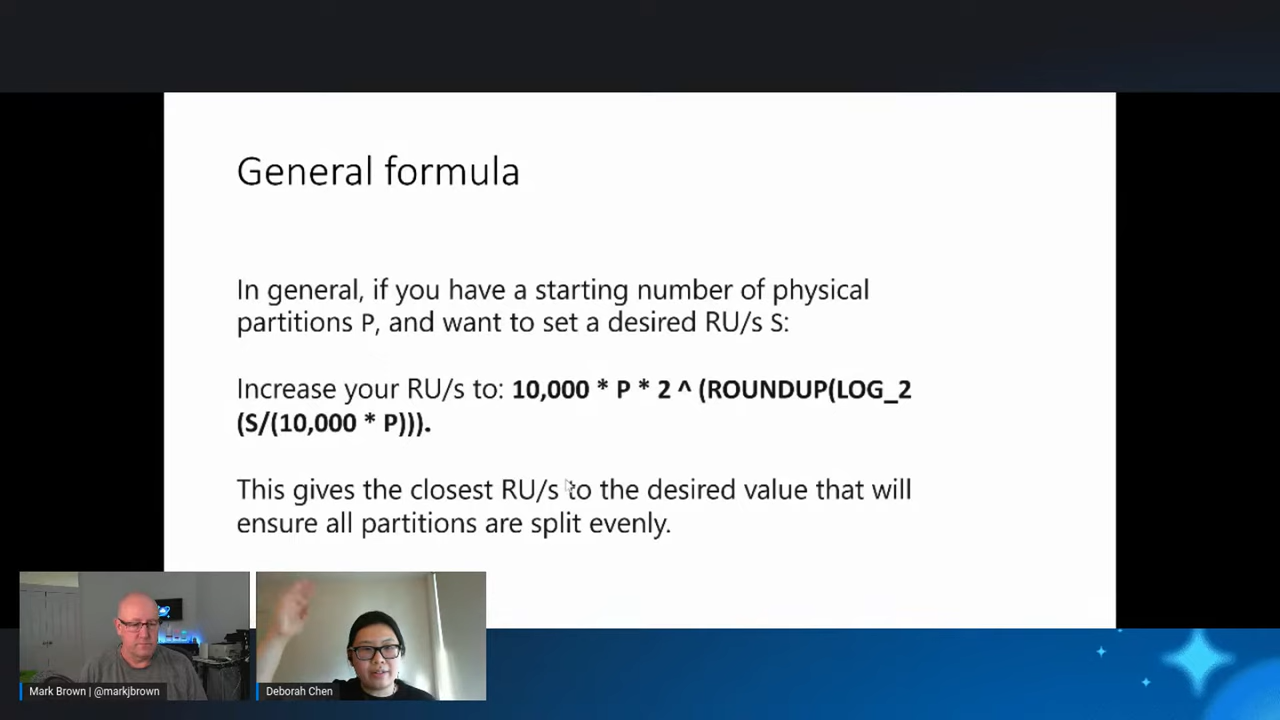 General formula
In general, if you have a starting number of physical
partitions P, and want to set a desired RU/s S:
Increase your RU/s to: 10,000 * P * 2 ^ (ROUNDUP(LOG_2
(S/(10,000 * P))).
This gives the closest RU/s to the desired value that will
ensure all partitions are split evenly.
Mark Brown | @markjbrown
Deborah Chen